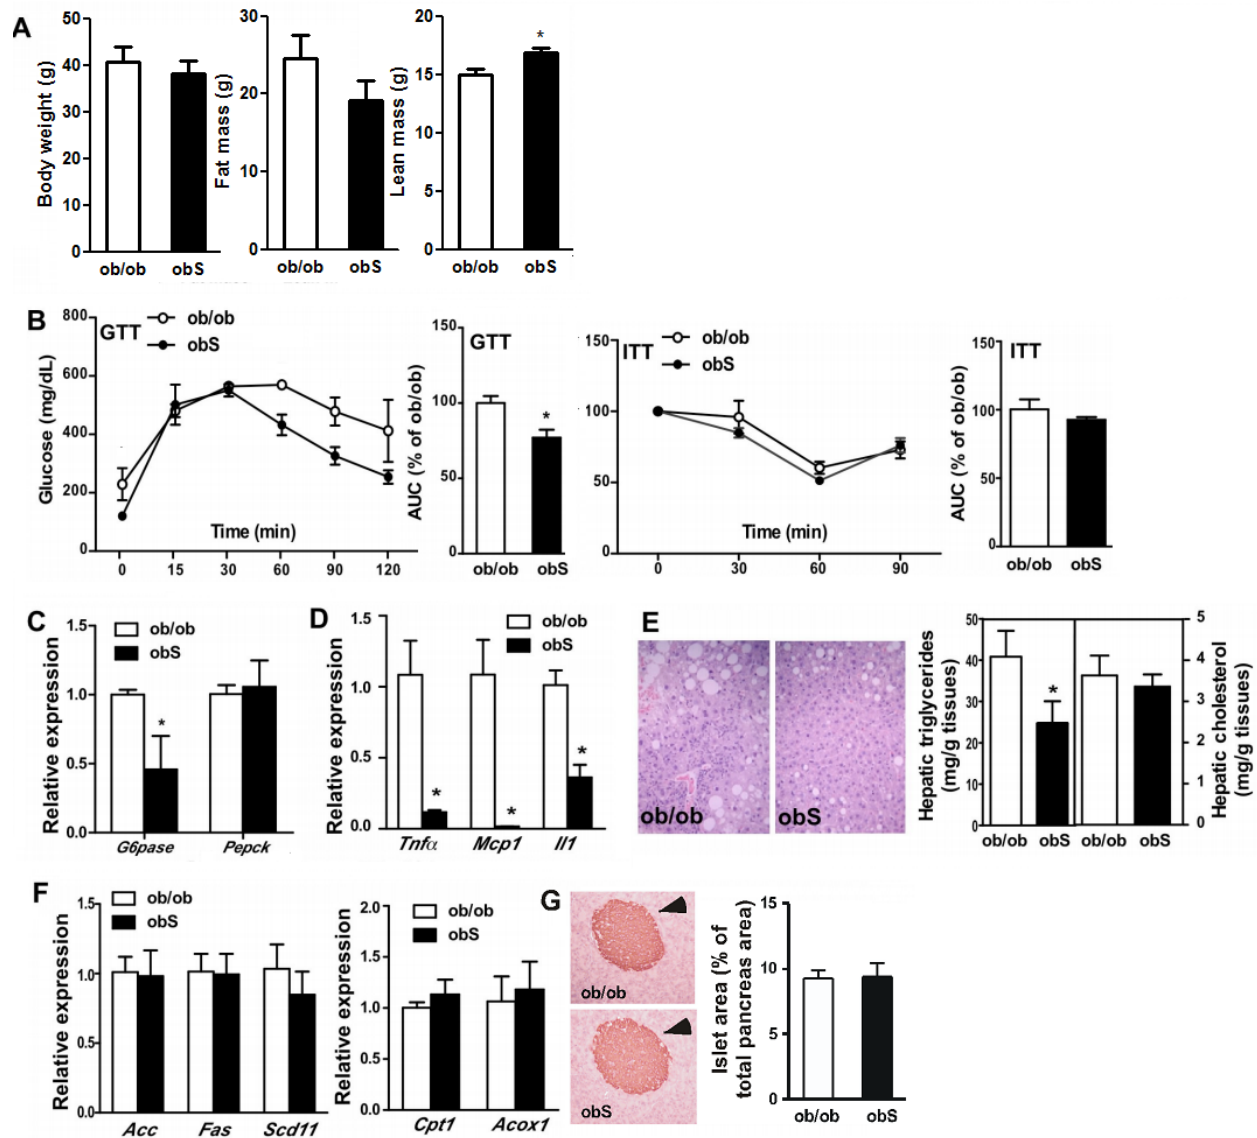 A
Body weight (g)
50
40
30
20
10
0
ob/ob obS
Fat mass (g)
30
20
10
0
ob/ob obS
Lean mass (g)
20
15
10
5
0
*
ob/ob obS
B
GTT
ob/ob
obS
Glucose (mg/dL)
800
600
400
200
0
Time (min)
0 15 30 60 90 120
GTT
AUC (% of ob/ob)
150
100
50
0
*
ob/ob obS
ITT
ob/ob
obS
150
100
50
0
Time (min)
0 30 60 90
ITT
AUC (% of ob/ob)
150
100
50
0
ob/ob obS
C
ob/ob
obS
Relative expression
1.5
1.0
0.5
0.0
*
G6pase Pepck
D
ob/ob
obS
Relative expression
1.5
1.0
0.5
0.0
* * *
Tnfα Mcp1 Il1
E
ob/ob obS
Hepatic triglycerides
(mg/g tissues)
50
40
30
20
10
0
*
ob/ob obS ob/ob obS
5
4
3
2
1
0
Hepatic cholesterol
(mg/g tissues)
F
ob/ob
obS
Relative expression
1.5
1.0
0.5
0.0
Acc Fas Scd11
ob/ob
obS
Relative expression
2.0
1.5
1.0
0.5
0.0
Cpt1 Acox1
G
ob/ob
obS
Islet area (% of
total pancreas area)
15
10
5
0
ob/ob obS